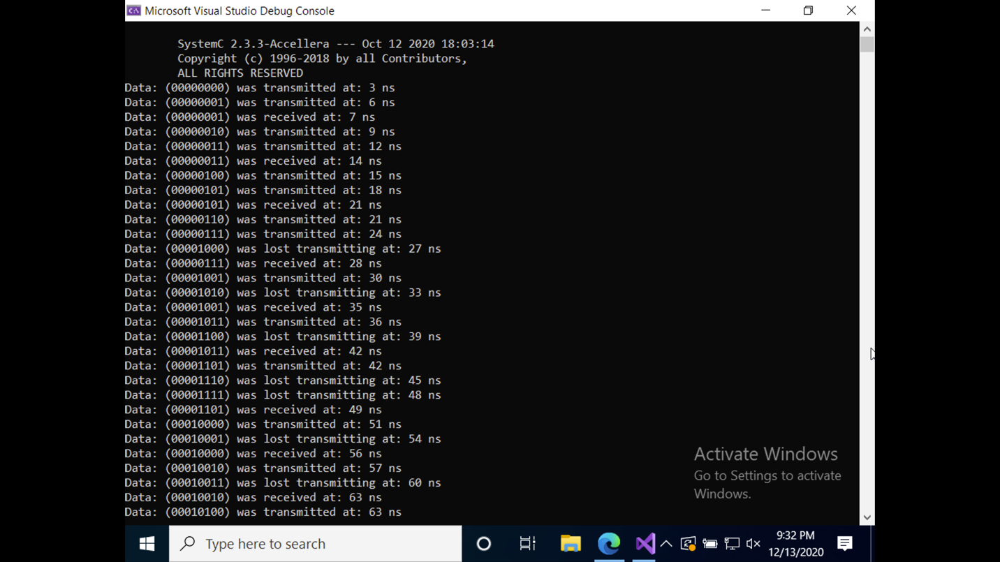 Microsoft Visual Studio Debug Console
SystemC 2.3.3-Accellera --- Oct 12 2020 18:03:14
Copyright (c) 1996-2018 by all Contributors,
ALL RIGHTS RESERVED
Data: (00000000) was transmitted at: 3 ns
Data: (00000001) was transmitted at: 6 ns
Data: (00000001) was received at: 7 ns
Data: (00000010) was transmitted at: 9 ns
Data: (00000011) was transmitted at: 12 ns
Data: (00000011) was received at: 14 ns
Data: (00000100) was transmitted at: 15 ns
Data: (00000101) was transmitted at: 18 ns
Data: (00000101) was received at: 21 ns
Data: (00000110) was transmitted at: 21 ns
Data: (00000111) was transmitted at: 24 ns
Data: (00001000) was lost transmitting at: 27 ns
Data: (00000111) was received at: 28 ns
Data: (00001001) was transmitted at: 30 ns
Data: (00001010) was lost transmitting at: 33 ns
Data: (00001001) was received at: 35 ns
Data: (00001011) was transmitted at: 36 ns
Data: (00001100) was lost transmitting at: 39 ns
Data: (00001011) was received at: 42 ns
Data: (00001101) was transmitted at: 42 ns
Data: (00001110) was lost transmitting at: 45 ns
Data: (00001111) was lost transmitting at: 48 ns
Data: (00001101) was received at: 49 ns
Data: (00010000) was transmitted at: 51 ns
Data: (00010001) was lost transmitting at: 54 ns
Data: (00010000) was received at: 56 ns
Data: (00010010) was transmitted at: 57 ns
Data: (00010011) was lost transmitting at: 60 ns
Data: (00010010) was received at: 63 ns
Data: (00010100) was transmitted at: 63 ns
Activate Windows
Go to Settings to activate
Windows.
Type here to search
9:32 PM
12/13/2020